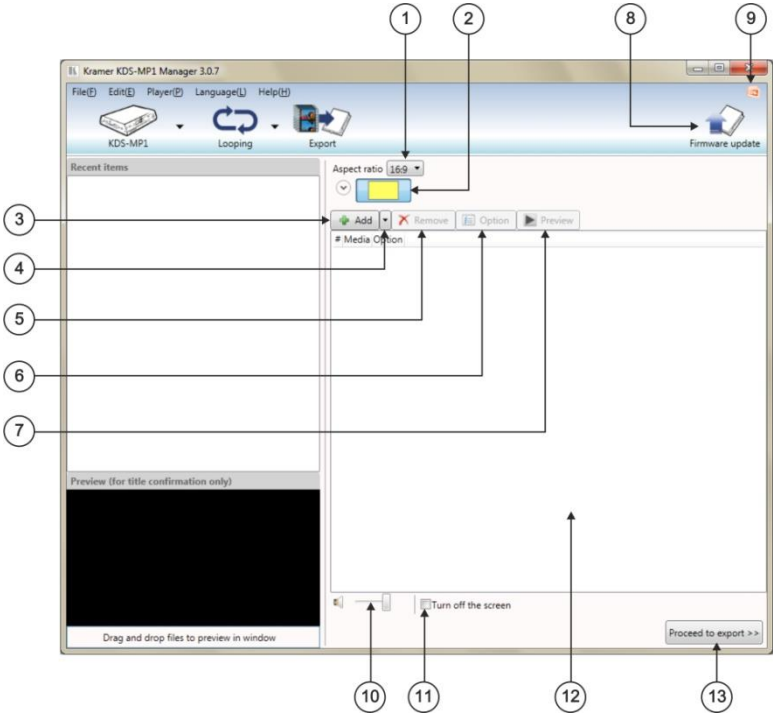 1
2
8
9
Kramer KDS-MP1 Manager 3.0.7
File(F) Edit(E) Player(P) Language(L) Help(H)
KDS-MP1
Looping
Export
Firmware update
Recent items
Aspect ratio 16:9
3
Add
Remove
Option
Preview
# Media Option
4
5
6
7
Preview (for title confirmation only)
Drag and drop files to preview in window
Turn off the screen
Proceed to export >>
10
11
12
13